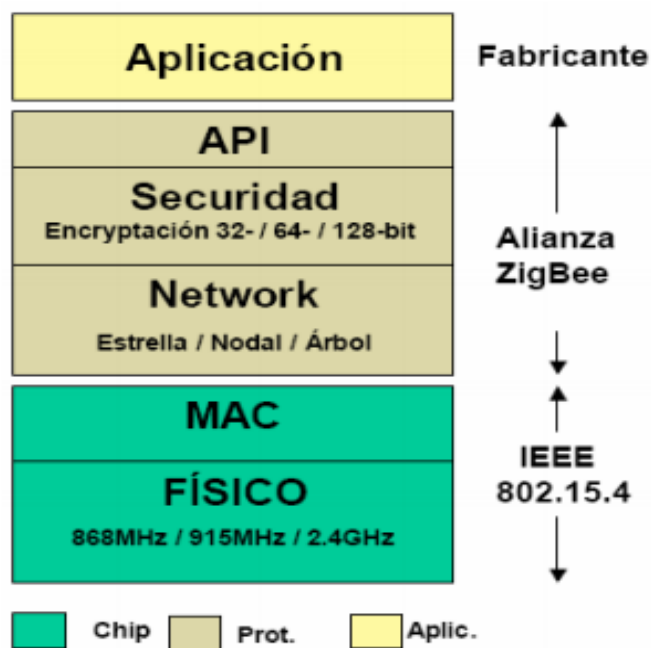 Aplicación
Fabricante
API
Securidad
Encryptación 32- / 64- / 128-bit
Alianza
ZigBee
Network
Estrella / Nodal / Árbol
MAC
IEEE
802.15.4
FÍSICO
868MHz / 915MHz / 2.4GHz
Chip
Prot.
Aplic.